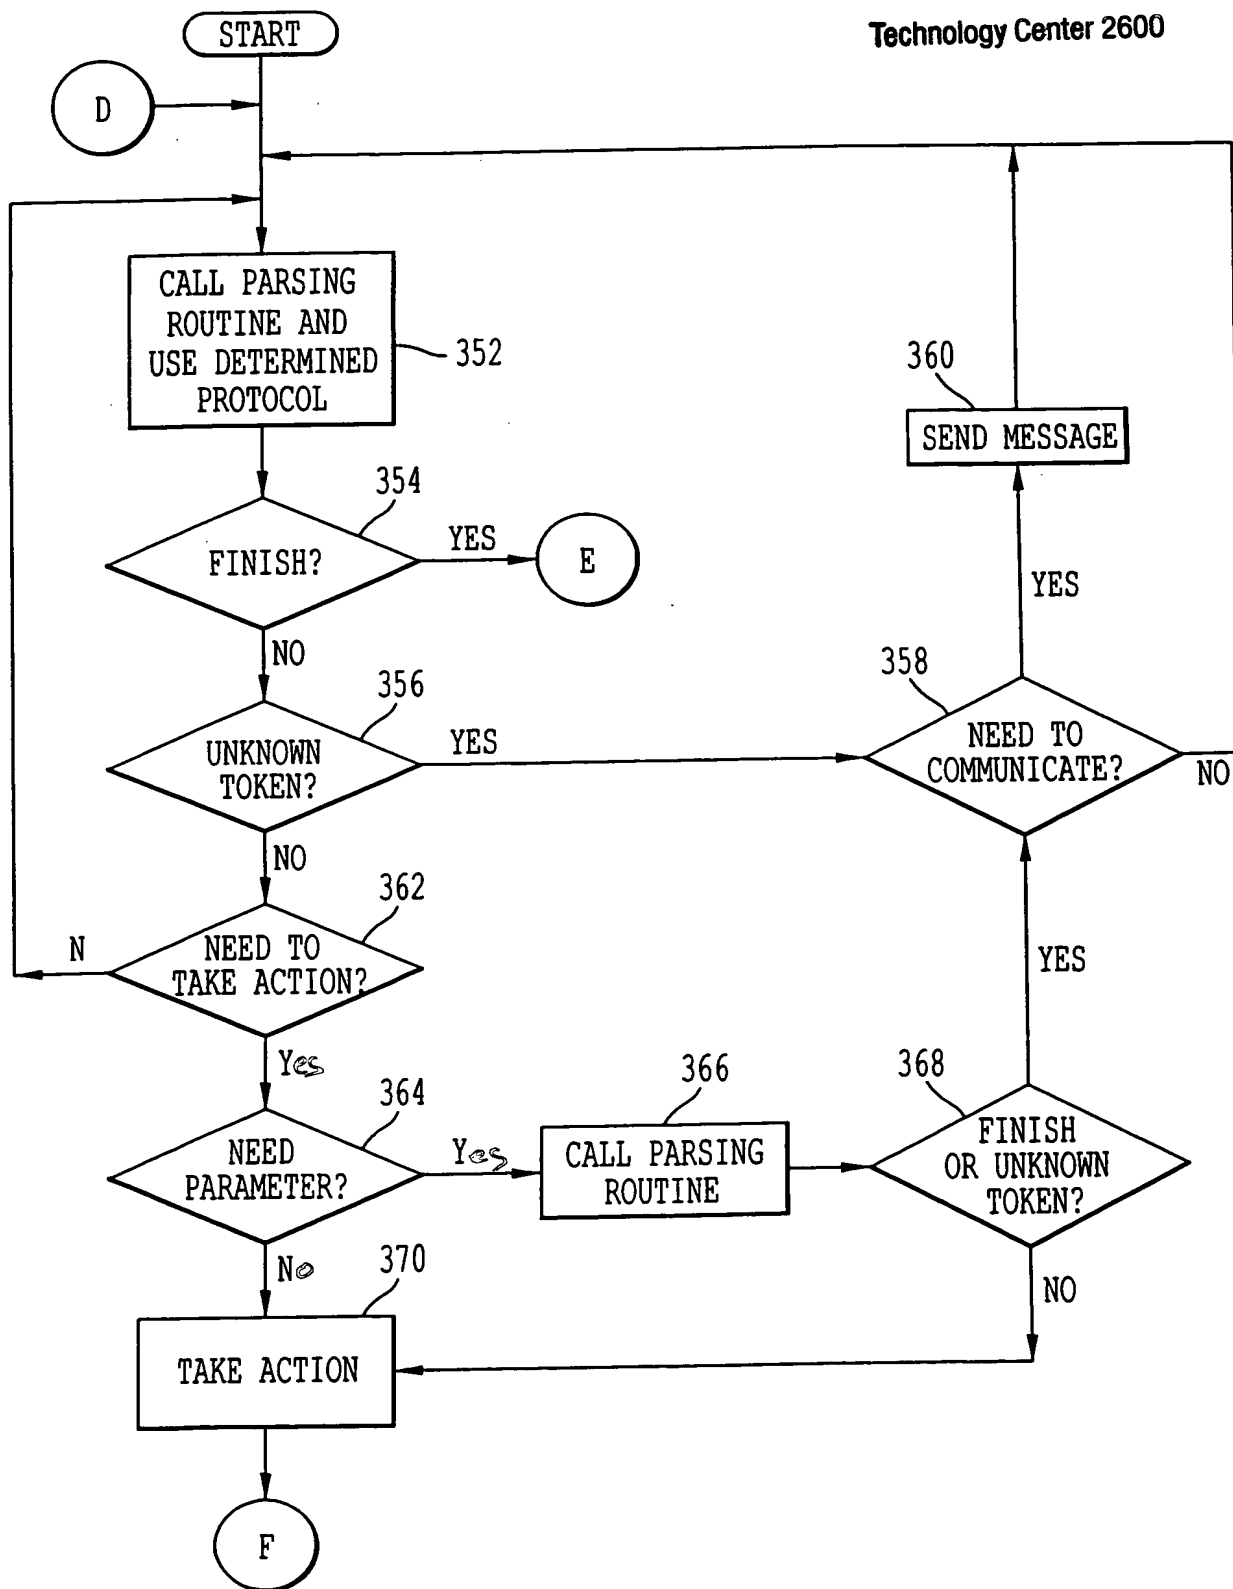 Technology Center 2600
START
D
CALL PARSING
ROUTINE AND
USE DETERMINED
PROTOCOL
352
360
SEND MESSAGE
354
FINISH?
YES
E
YES
NO
356
358
UNKNOWN
TOKEN?
YES
NEED TO
COMMUNICATE?
NO
NO
362
N
NEED TO
TAKE ACTION?
YES
Yes
364
366
368
NEED
PARAMETER?
Yes
CALL PARSING
ROUTINE
FINISH
OR UNKNOWN
TOKEN?
No
370
NO
TAKE ACTION
F